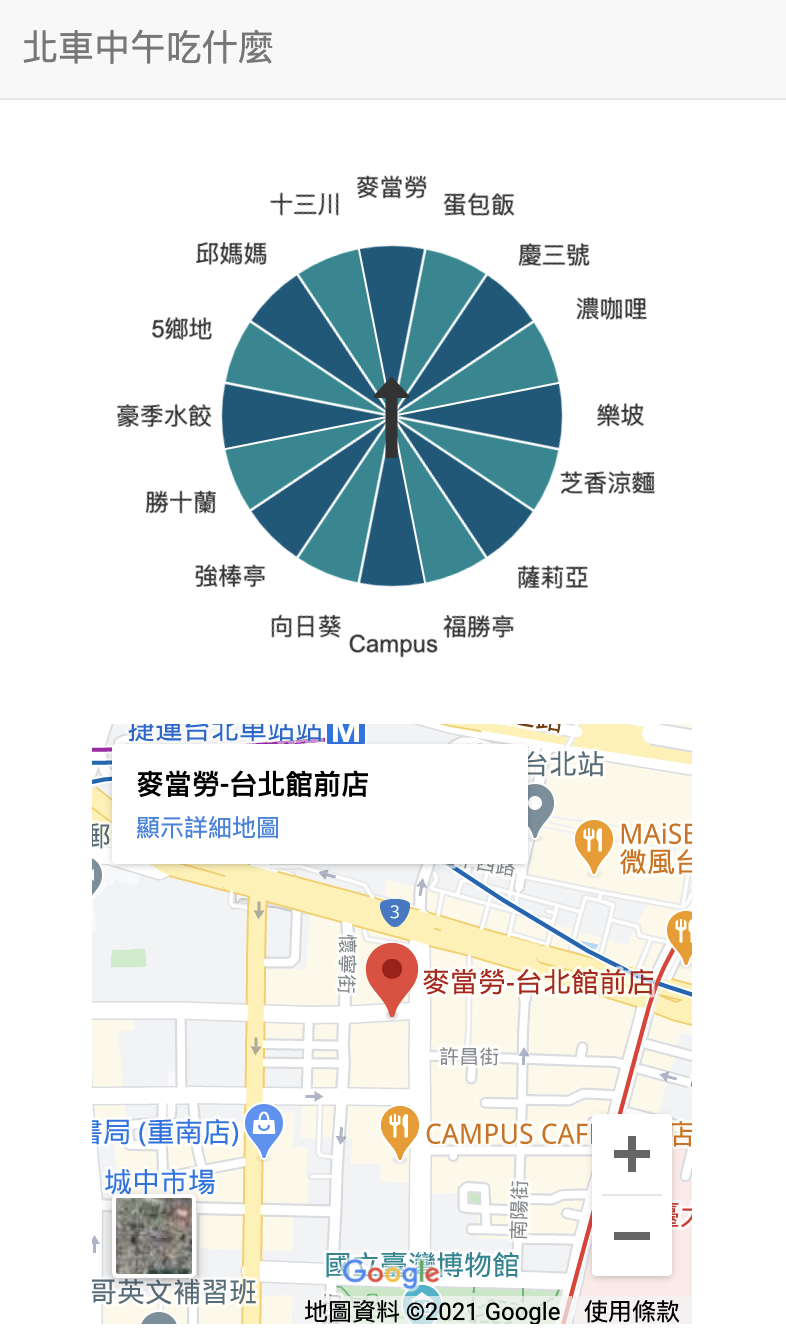 北車中午吃什麼
麥當勞
十三川
蛋包飯
邱媽媽
慶三號
濃咖哩
5鄉地
豪季水餃
樂坡
芝香涼麵
勝十蘭
強棒亭
薩莉亞
向日葵
福勝亭
Campus
捷運台北車站站
M
麥當勞-台北館前店
顯示詳細地圖
台北站
郵
MAiSE
微風台
3
懷寧街
麥當勞-台北館前店
許昌街
書局 (重南店)
CAMPUS CAF
店
城中市場
南陽街
臺大
國立臺灣博物館
Google
哥英文補習班
地圖資料 ©2021 Google
使用條款